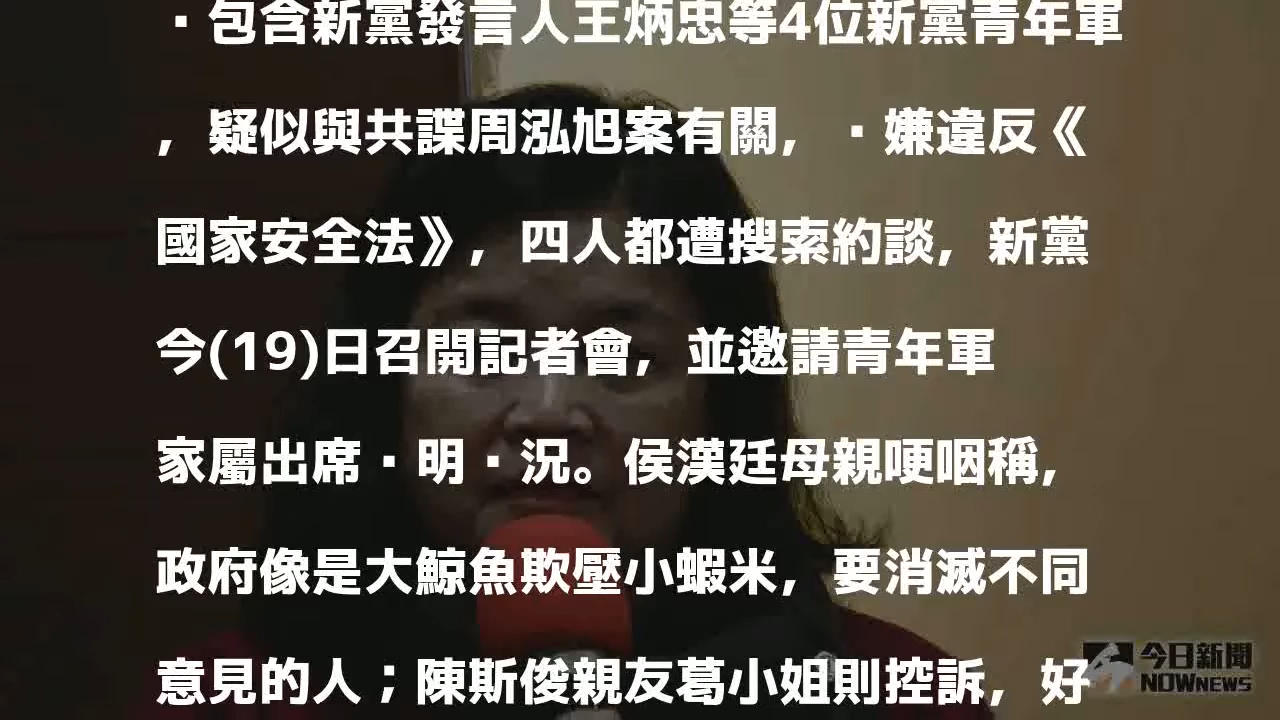 ▪包含新黨發言人王炳忠等4位新黨青年軍
，疑似與共諜周泓旭案有關，▪嫌違反《
國家安全法》，四人都遭搜索約談，新黨
今(19)日召開記者會，並邀請青年軍
家屬出席▪明▪況。侯漢廷母親哽咽稱，
政府像是大鯨魚欺壓小蝦米，要消滅不同
意見的人；陳斯俊親友葛小姐則控訴，好
今日新聞
NOWNEWS